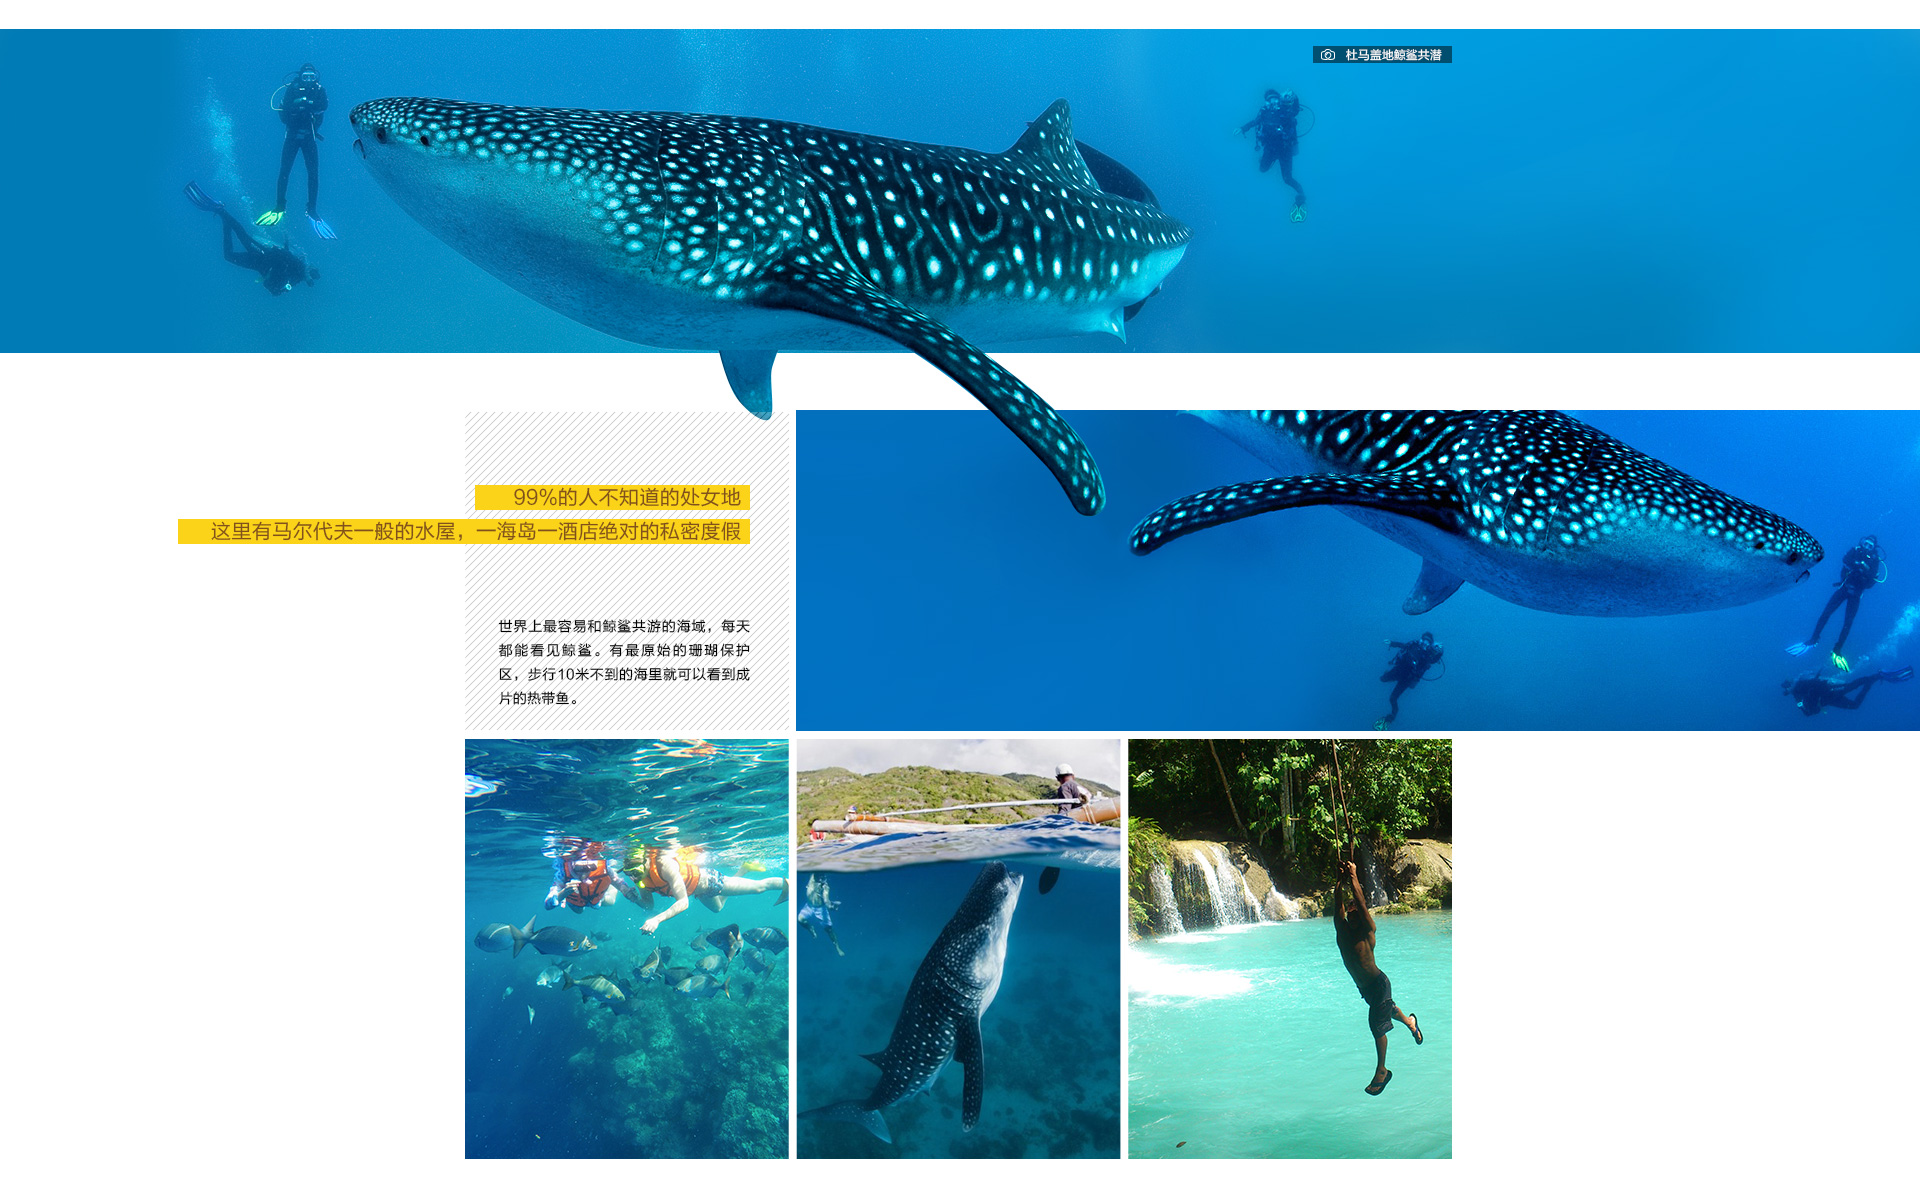 杜马盖地鲸鲨共潜
99%的人不知道的处女地
这里有马尔代夫一般的水屋，一海岛一酒店绝对的私密度假
世界上最容易和鲸鲨共游的海域，每天
都能看见鲸鲨。有最原始的珊瑚保护
区，步行10米不到的海里就可以看到成
片的热带鱼。